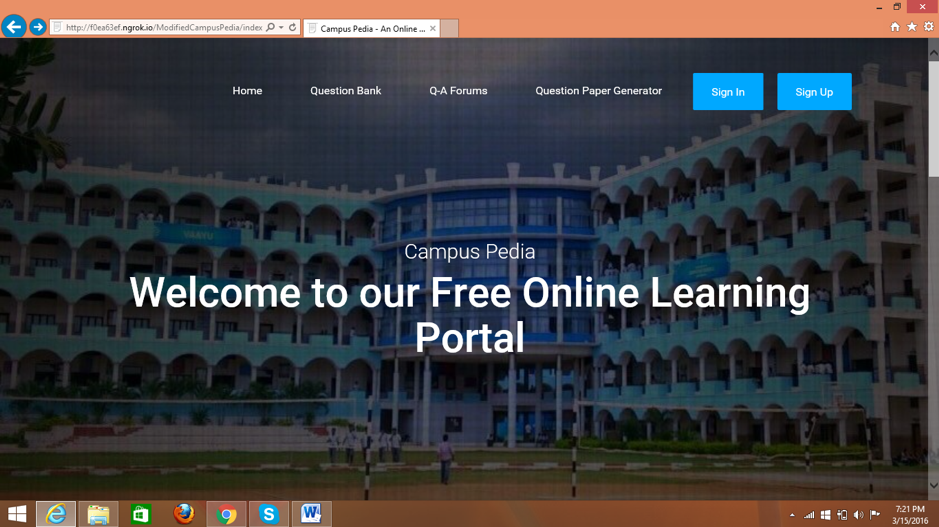 http://f0ea63ef.ngrok.io/ModifiedCampusPedia/index
Campus Pedia - An Online ...
Home
Question Bank
Q-A Forums
Question Paper Generator
Sign In
Sign Up
Campus Pedia
Welcome to our Free Online Learning
Portal
7:21 PM
3/15/2016